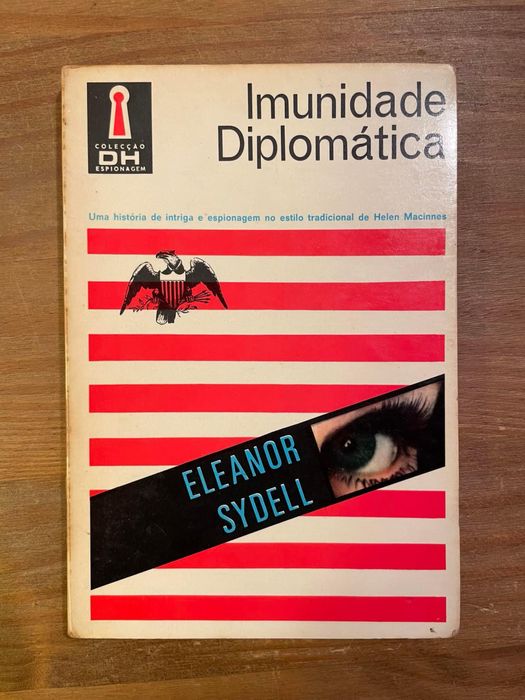 COLECÇÃO
DH
ESPIONAGEM
Imunidade
Diplomática
Uma história de intriga e espionagem no estilo tradicional de Helen Macinnes
ELEANOR
SYDELL